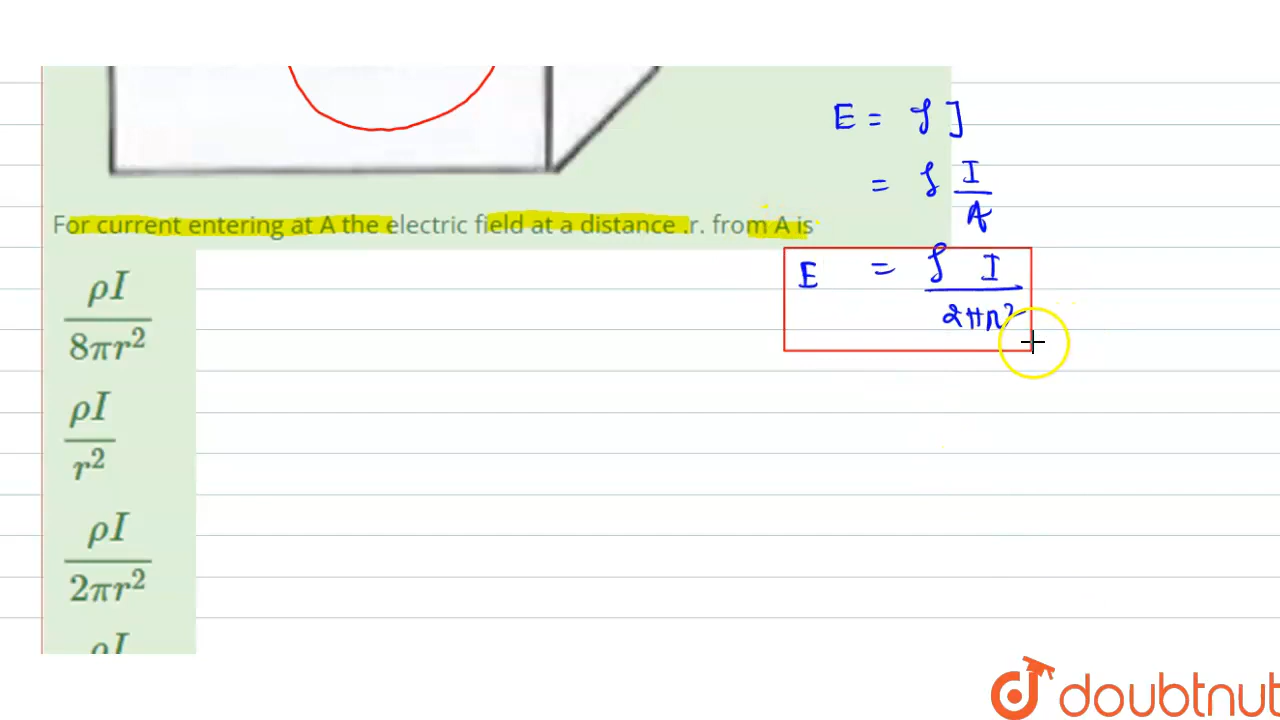 E = ρ J
= ρ I/A
For current entering at A the electric field at a distance .r. from A is
E = ρ I / 2πr²
ρI / 8πr²
ρI / r²
ρI / 2πr²
ρI
doubtnut